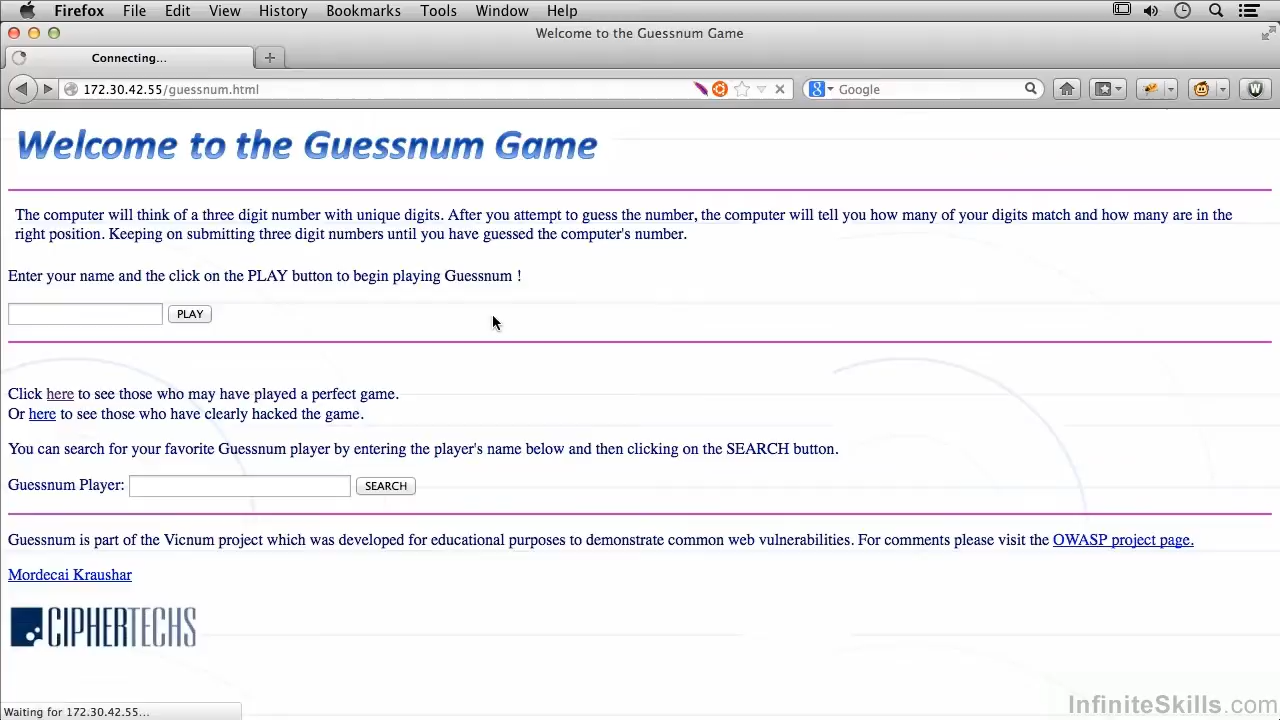 Firefox File Edit View History Bookmarks Tools Window Help
Welcome to the Guessnum Game
Connecting...
172.30.42.55/guessnum.html
Google
W
Welcome to the Guessnum Game
The computer will think of a three digit number with unique digits. After you attempt to guess the number, the computer will tell you how many of your digits match and how many are in the
right position. Keeping on submitting three digit numbers until you have guessed the computer's number.
Enter your name and the click on the PLAY button to begin playing Guessnum !
PLAY
Click here to see those who may have played a perfect game.
Or here to see those who have clearly hacked the game.
You can search for your favorite Guessnum player by entering the player's name below and then clicking on the SEARCH button.
Guessnum Player: SEARCH
Guessnum is part of the Vicnum project which was developed for educational purposes to demonstrate common web vulnerabilities. For comments please visit the OWASP project page.
Mordecai Kraushar
CIPHERTECHS
Waiting for 172.30.42.55...
InfiniteSkills.com